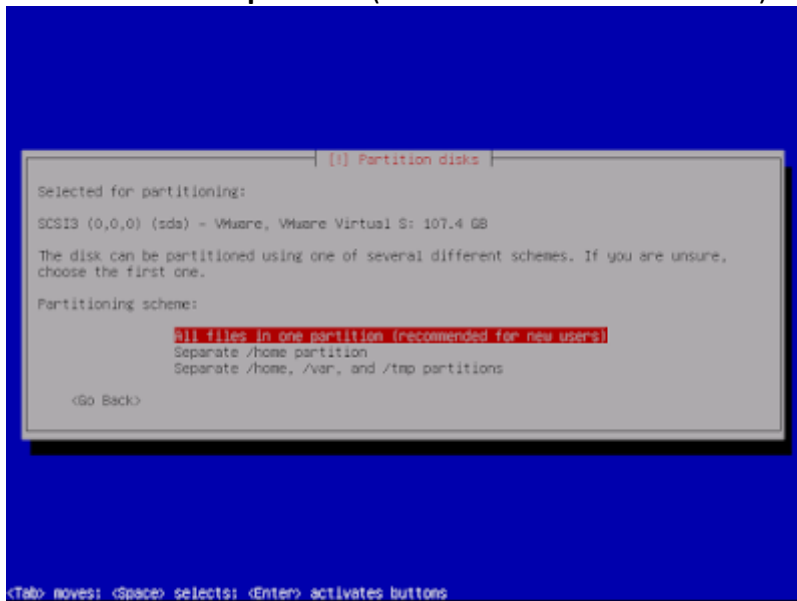 [!] Partition disks
Selected for partitioning:
SCSI3 (0,0,0) (sda) - VMware, VMware Virtual S: 107.4 GB
The disk can be partitioned using one of several different schemes. If you are unsure,
choose the first one.
Partitioning scheme:
All files in one partition (recommended for new users)
Separate /home partition
Separate /home, /var, and /tmp partitions
<Go Back>
<Tab> moves; <Space> selects; <Enter> activates buttons